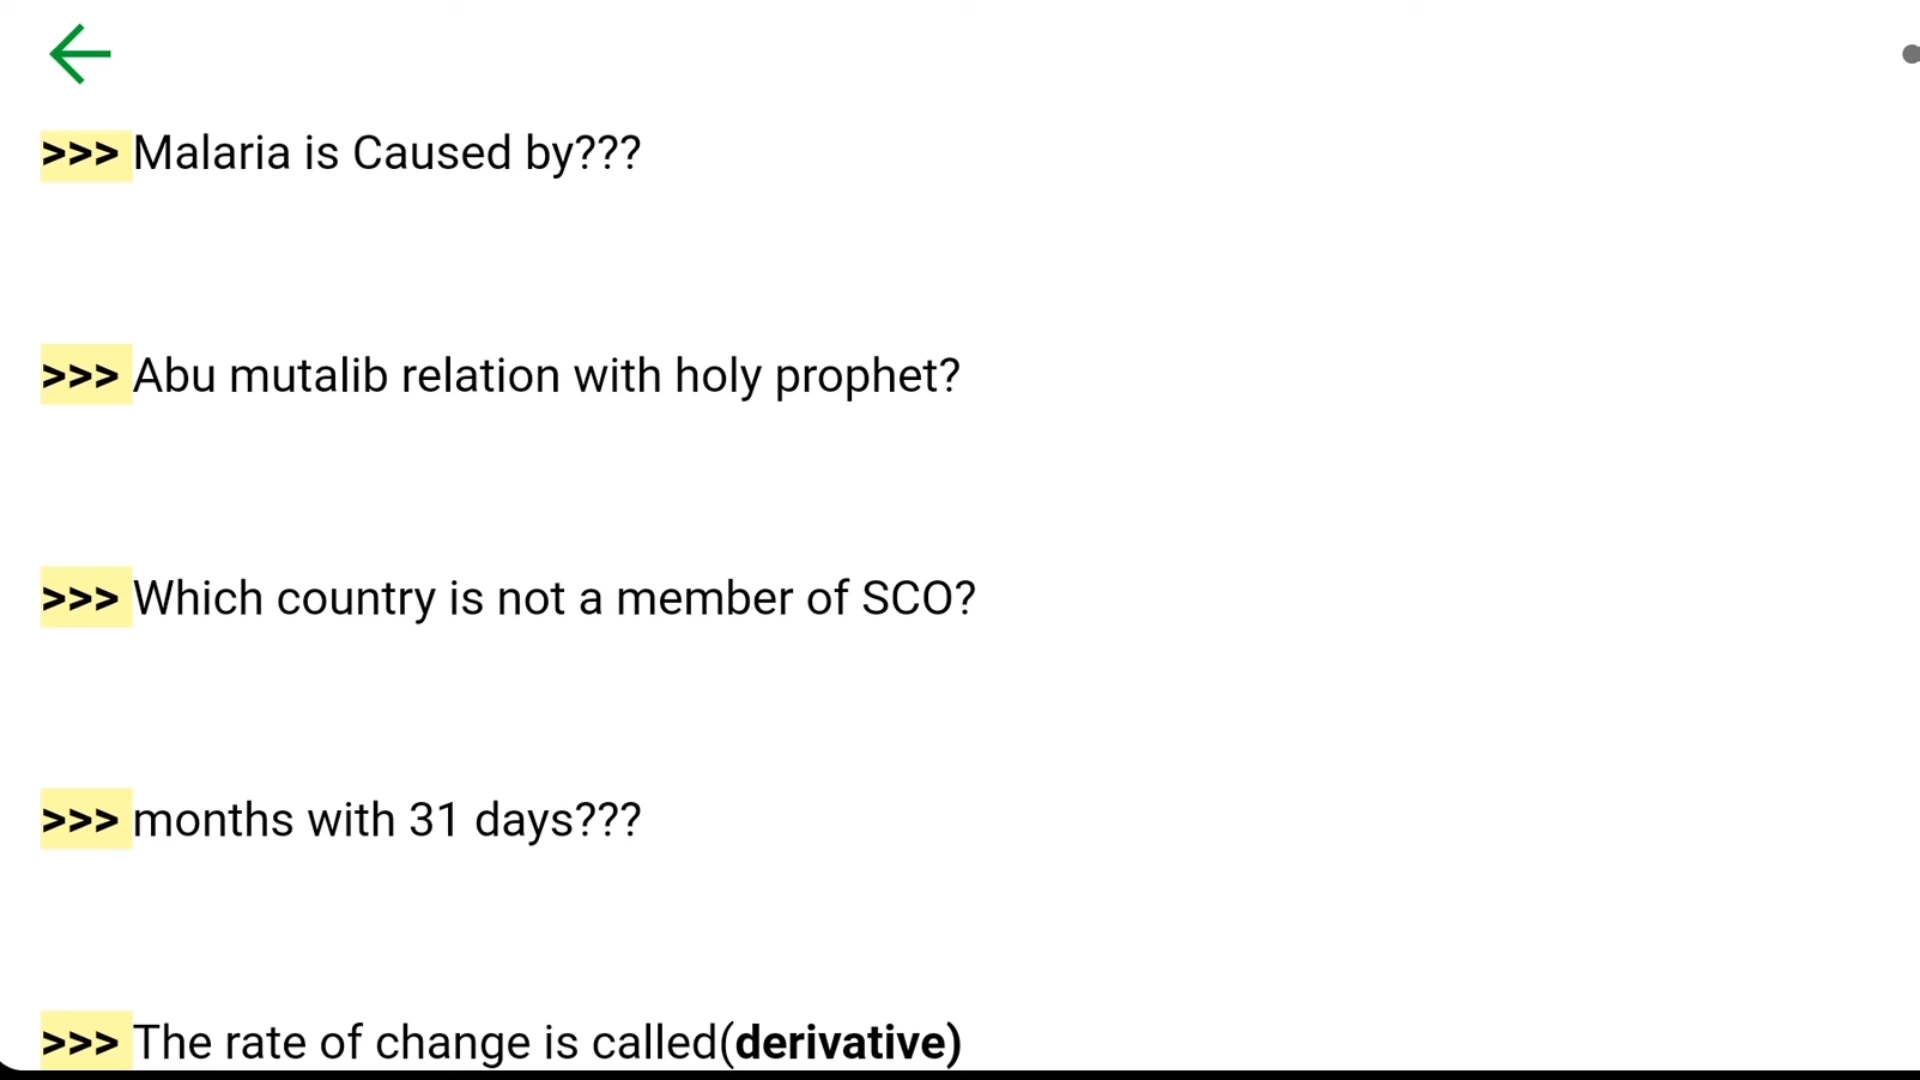 >>> Malaria is Caused by???
>>> Abu mutalib relation with holy prophet?
>>> Which country is not a member of SCO?
>>> months with 31 days???
>>> The rate of change is called(derivative)